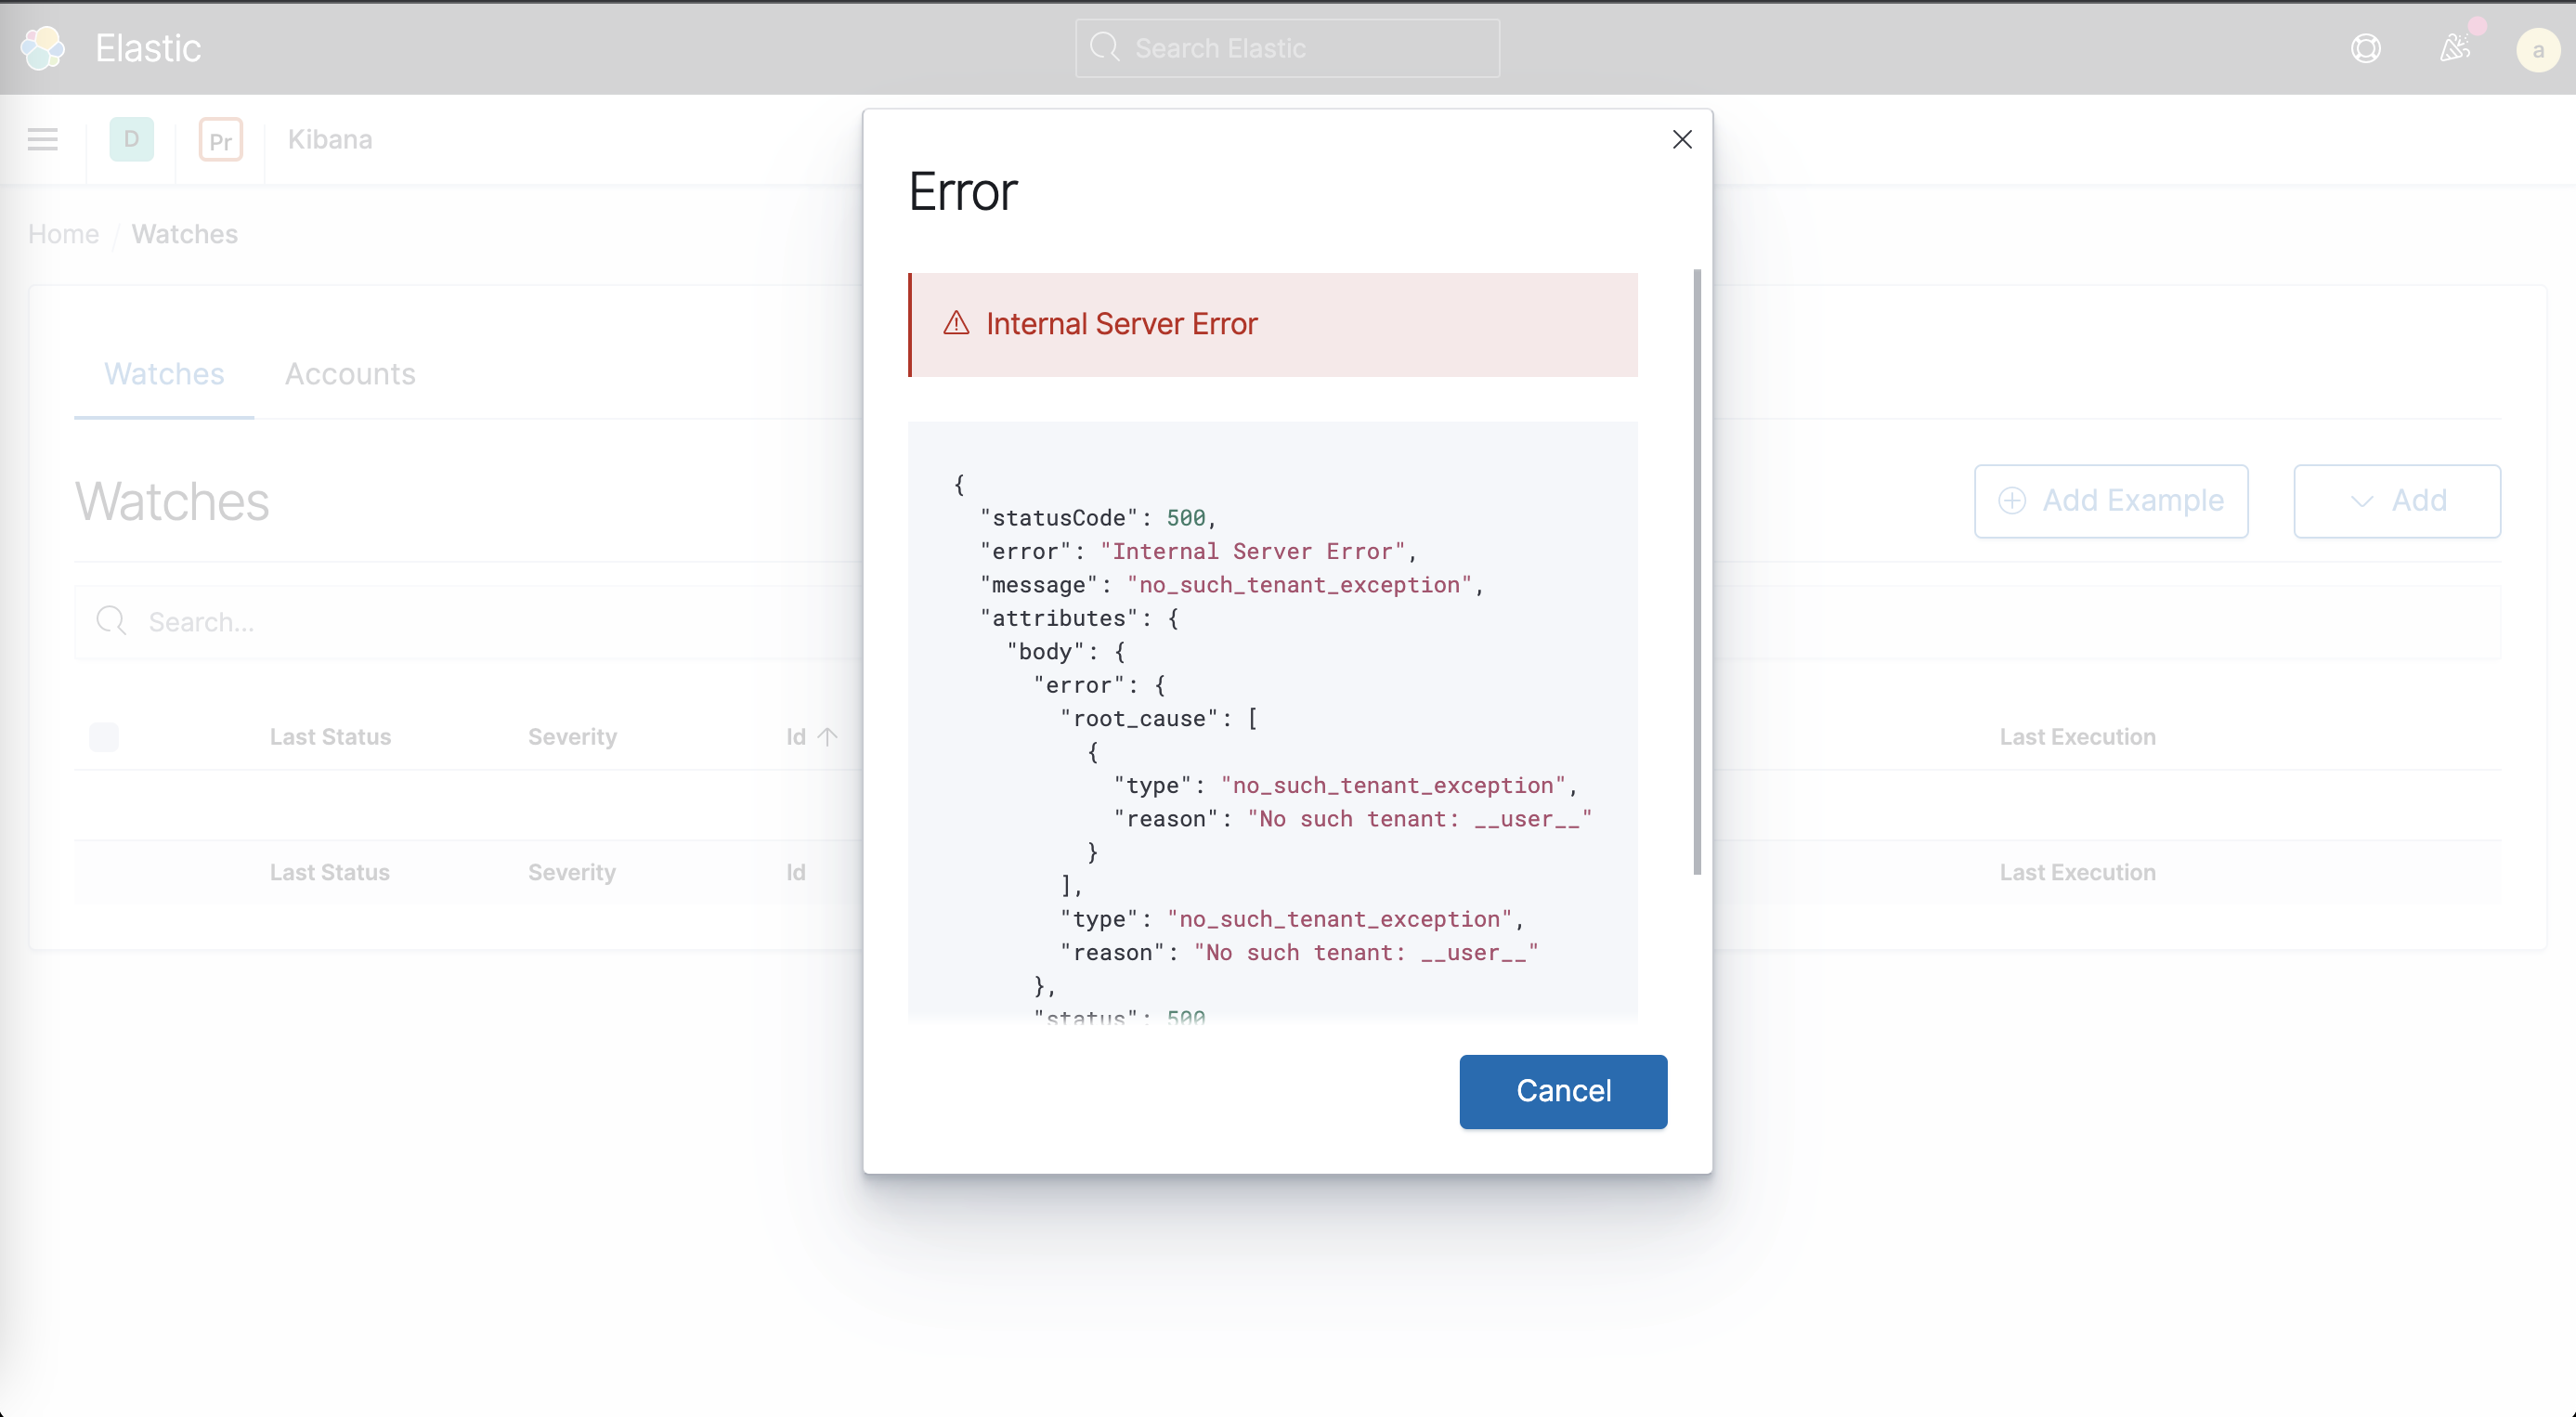 Elastic
Search Elastic
a
D
Pr
Kibana
Home / Watches
Watches Accounts
Watches
Add Example
Add
Search...
Last Status Severity Id Last Execution
Last Status Severity Id Last Execution
Error
Internal Server Error
{
  "statusCode": 500,
  "error": "Internal Server Error",
  "message": "no_such_tenant_exception",
  "attributes": {
    "body": {
      "error": {
        "root_cause": [
          {
            "type": "no_such_tenant_exception",
            "reason": "No such tenant: __user__"
          }
        ],
        "type": "no_such_tenant_exception",
        "reason": "No such tenant: __user__"
      },
      "status": 500
Cancel